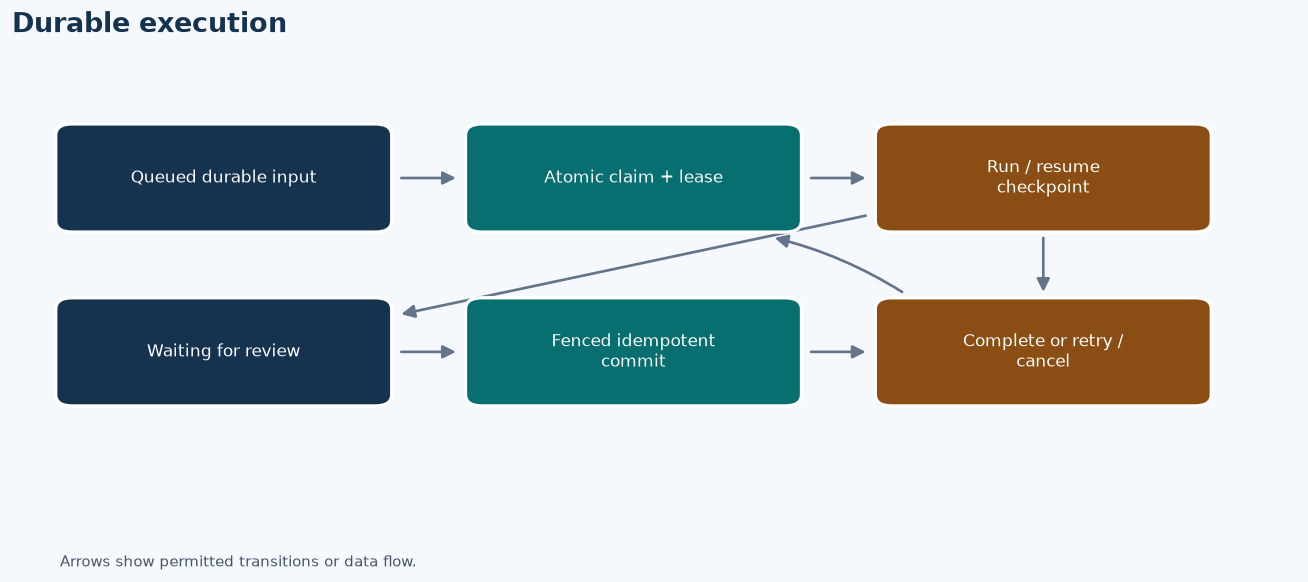 Durable execution
Queued durable input
Atomic claim + lease
Run / resume
checkpoint
Waiting for review
Fenced idempotent
commit
Complete or retry /
cancel
Arrows show permitted transitions or data flow.